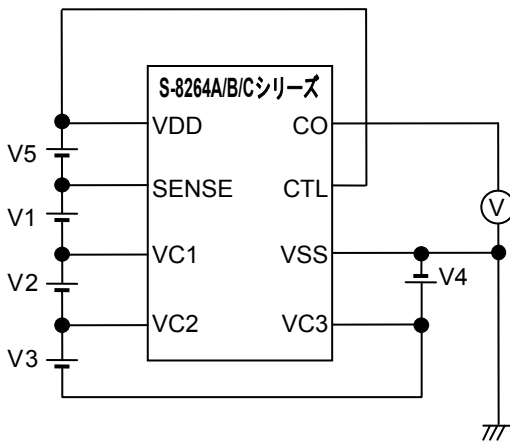 S-8264A/B/Cシリーズ
VDD
CO
V5
SENSE
CTL
V
V1
VC1
VSS
V2
V4
VC2
VC3
V3